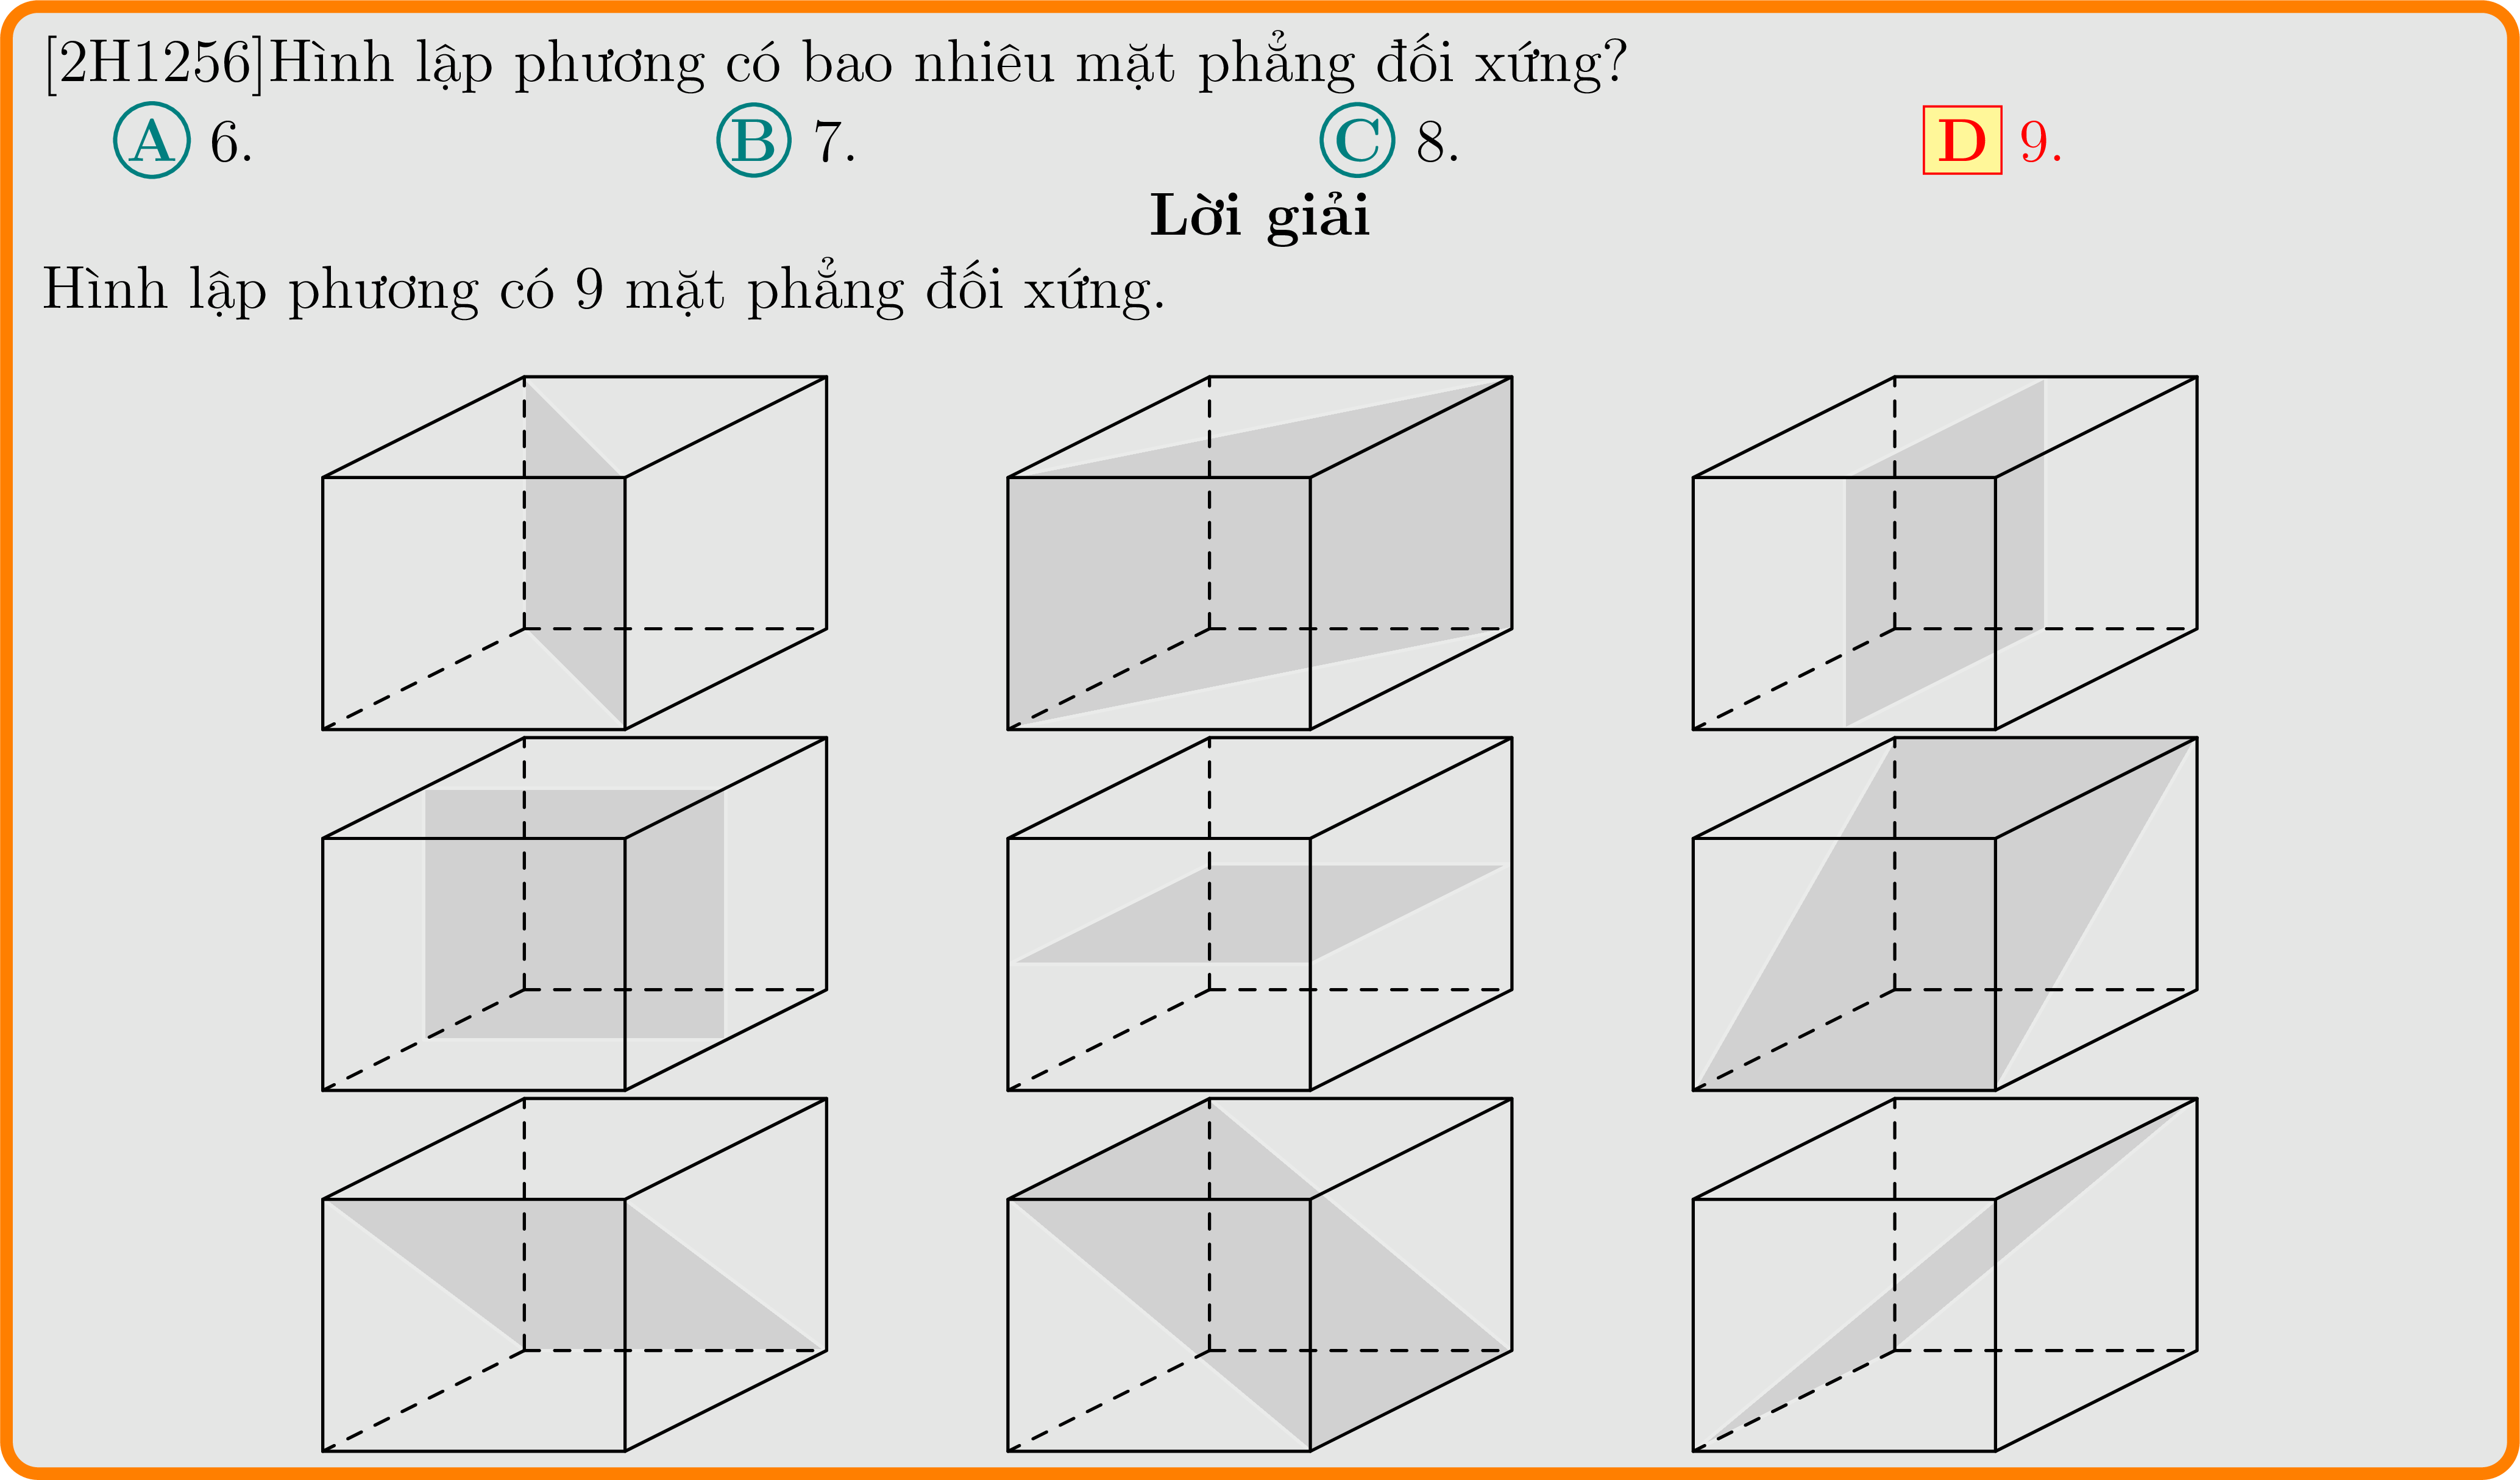 [2H1256]Hình lập phương có bao nhiêu mặt phẳng đối xứng?
A 6. B 7. C 8. D 9.
Lời giải
Hình lập phương có 9 mặt phẳng đối xứng.